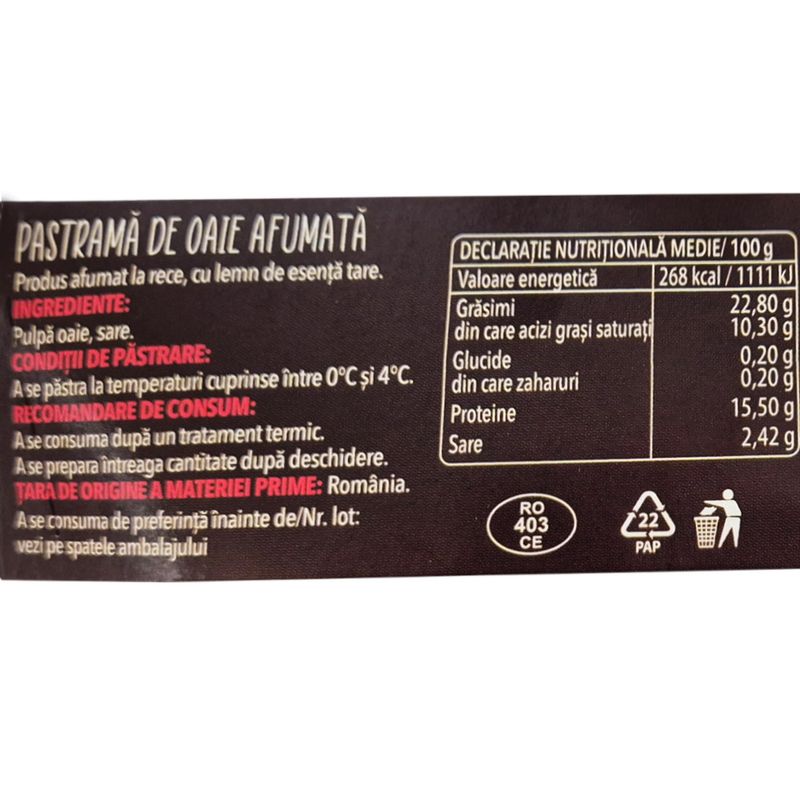 PASTRAMĂ DE OAIE AFUMATĂ
Produs afumat la rece, cu lemn de esență tare.
INGREDIENTE:
Pulpă oaie, sare.
CONDIȚII DE PĂSTRARE:
A se păstra la temperaturi cuprinse între 0°C și 4°C.
RECOMANDARE DE CONSUM:
A se consuma după un tratament termic.
A se prepara întreaga cantitate după deschidere.
ȚARA DE ORIGINE A MATERIEI PRIME: România.
A se consuma de preferință înainte de/Nr. lot:
vezi pe spatele ambalajului
DECLARAȚIE NUTRIȚIONALĂ MEDIE/ 100 g
Valoare energetică 268 kcal / 1111 kJ
Grăsimi 22,80 g
din care acizi grași saturați 10,30 g
Glucide 0,20 g
din care zaharuri 0,20 g
Proteine 15,50 g
Sare 2,42 g
RO
403
CE
22
PAP